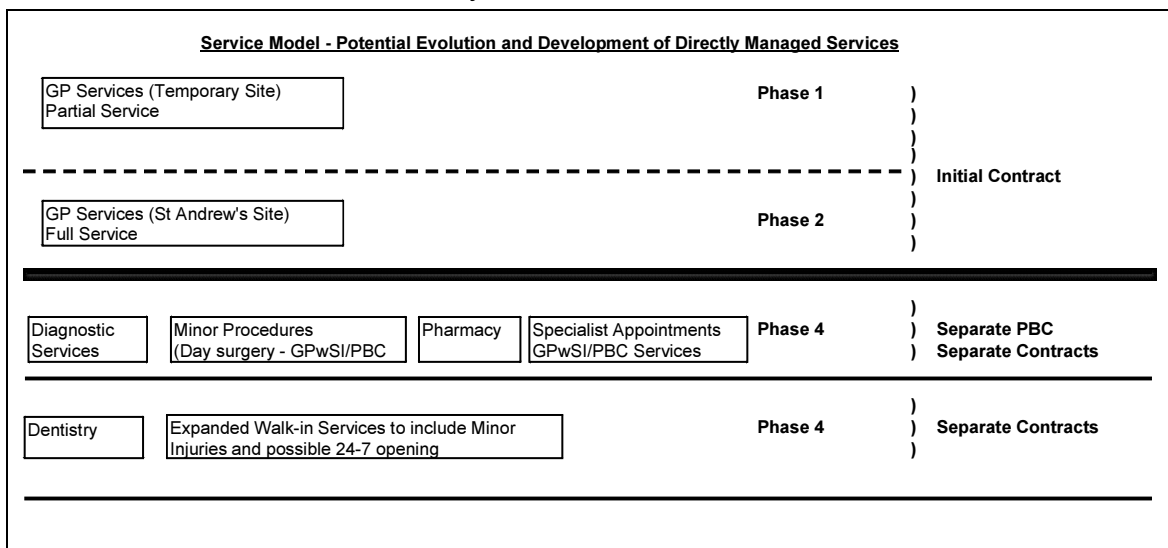 Service Model - Potential Evolution and Development of Directly Managed Services
GP Services (Temporary Site)
Partial Service
Phase 1
)
)
)
)
)
) Initial Contract
)
GP Services (St Andrew's Site)
Full Service
Phase 2
)
)
)
Diagnostic
Services
Minor Procedures
(Day surgery - GPwSI/PBC
Pharmacy
Specialist Appointments
GPwSI/PBC Services
Phase 4
)
) Separate PBC
) Separate Contracts
Dentistry
Expanded Walk-in Services to include Minor
Injuries and possible 24-7 opening
Phase 4
)
) Separate Contracts
)